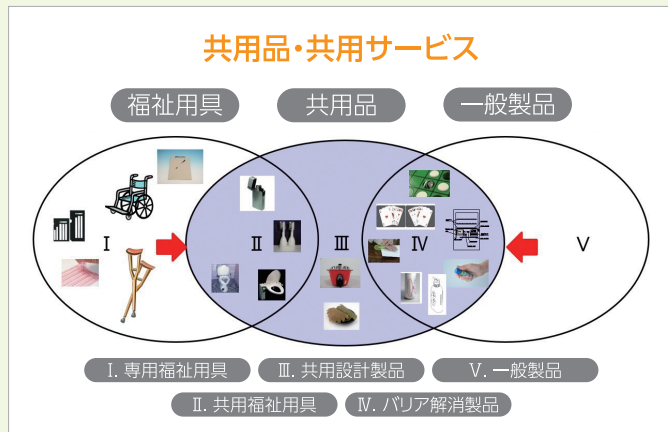 共用品・共用サービス
福祉用具 共用品 一般製品
Ⅰ Ⅱ Ⅲ Ⅳ Ⅴ
Ⅰ. 専用福祉用具 Ⅲ. 共用設計製品 Ⅴ. 一般製品
Ⅱ. 共用福祉用具 Ⅳ. バリア解消製品